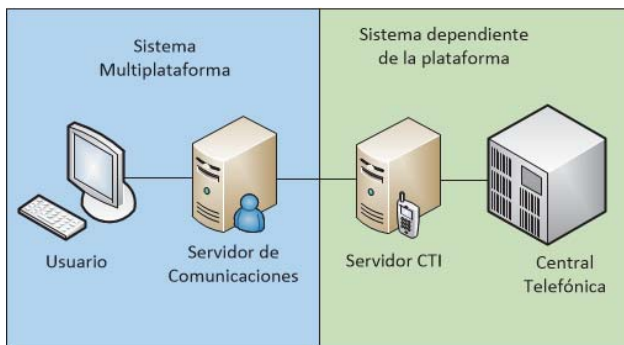 Sistema
Multiplataforma
Sistema dependiente
de la plataforma
Usuario
Servidor de
Comunicaciones
Servidor CTI
Central
Telefónica